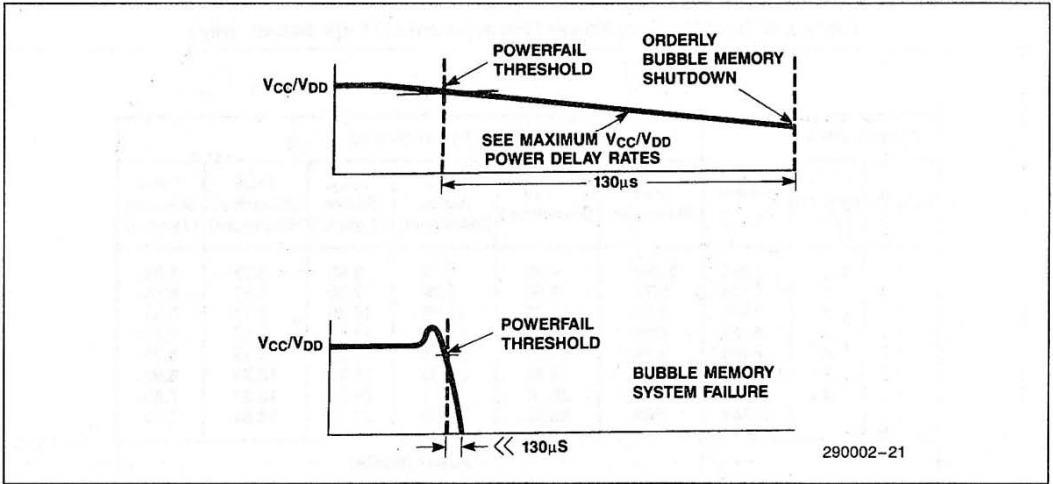 POWERFAIL
THRESHOLD
ORDERLY
BUBBLE MEMORY
SHUTDOWN
VCC/VDD
SEE MAXIMUM VCC/VDD
POWER DELAY RATES
130µs
POWERFAIL
THRESHOLD
VCC/VDD
BUBBLE MEMORY
SYSTEM FAILURE
<< 130µS
290002-21